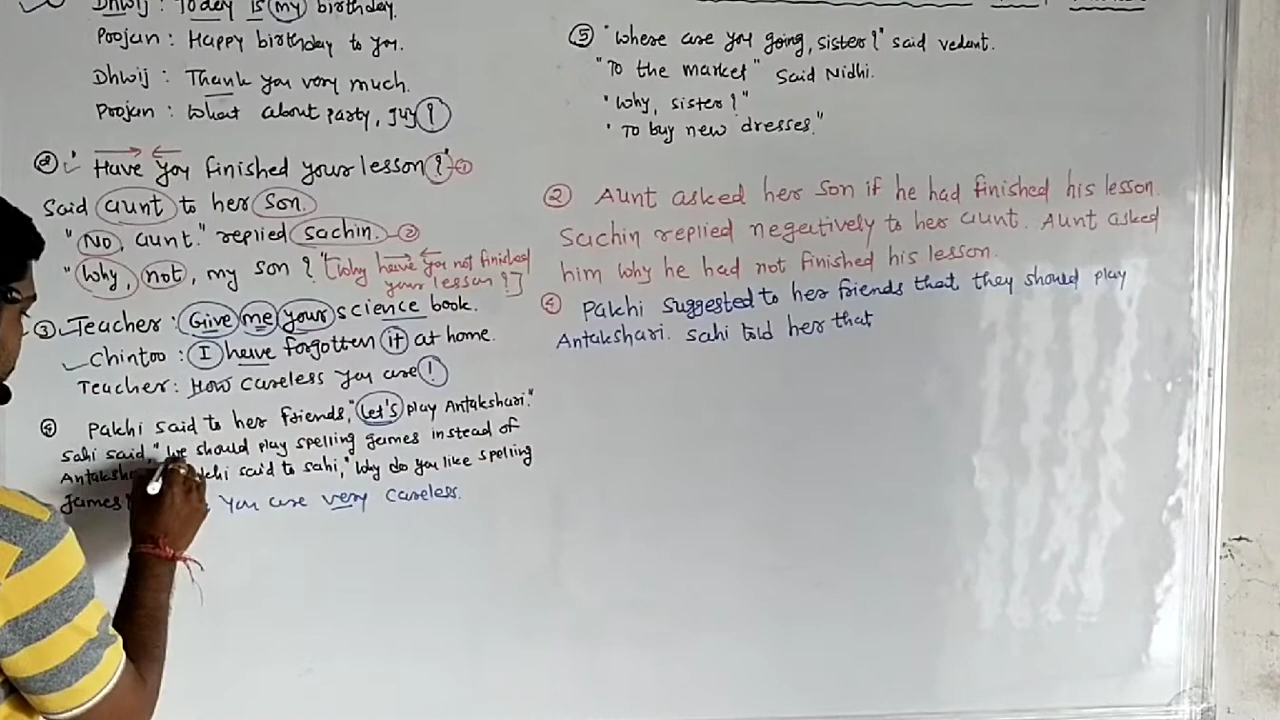 Dhwij : Today is my birthday.
Poojan : Happy birthday to you.
Dhwij : Thank you very much.
Poojan : What about party, guy ?
② " Have you finished your lesson ? " ①
Said aunt to her son.
" No, aunt." replied sachin. ②
" Why, not, my son ? " [Why have you not finished
your lesson ? ]
③ Teacher : Give me your science book.
Chintoo : I have forgotten it at home.
Teacher : How careless you are !
④ Pakhi said to her friends, "Let's play Antakshari."
Sahi said, " We should play spelling games instead of
said to sahi, " Why do you like spelling
games
You are very careless.
⑤ "Where are you going, sister ?" said vedant.
"To the market" Said Nidhi.
"Why, sister ?"
" To buy new dresses."
② Aunt asked her son if he had finished his lesson.
Sachin replied negectively to her aunt. Aunt asked
him why he had not finished his lesson.
④ Pakhi suggested to her friends that they should play
Antakshari. Sahi told her that